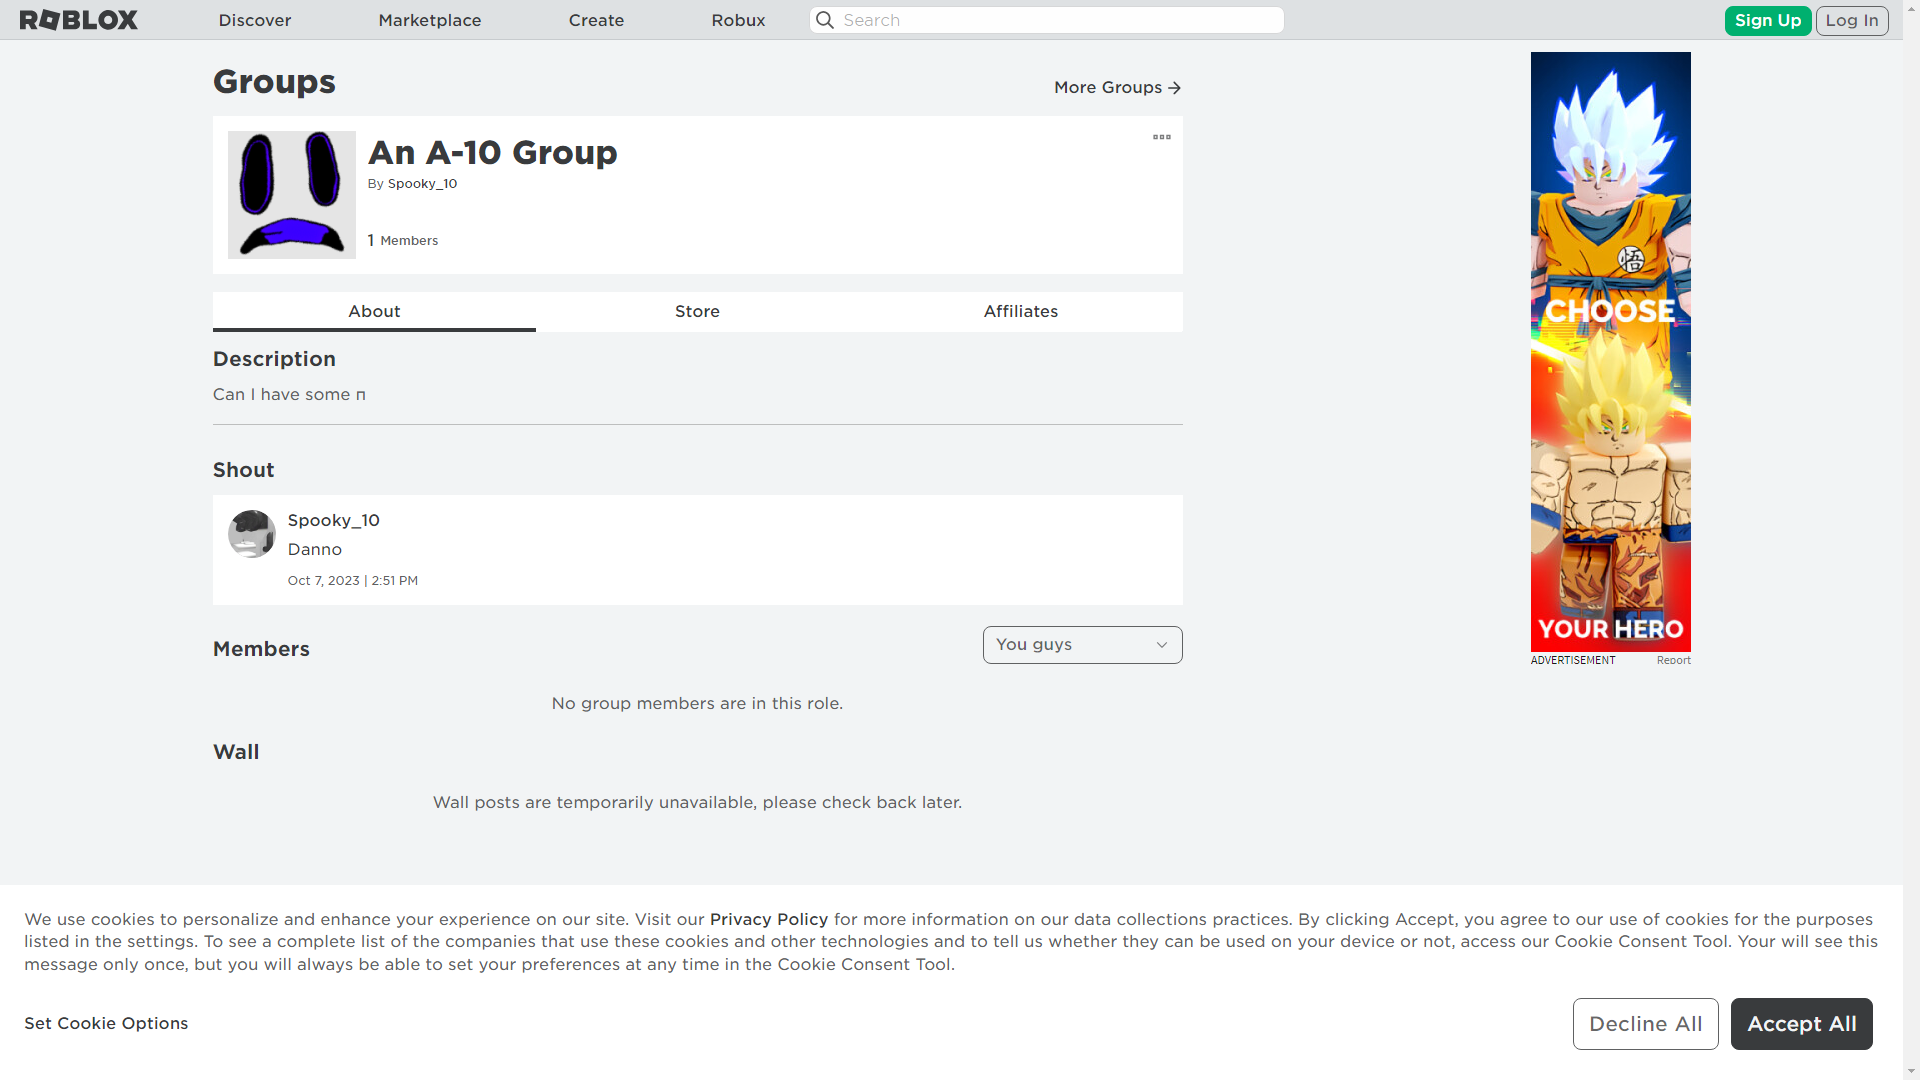 ROBLOX
Discover
Marketplace
Create
Robux
Search
Sign Up
Log In
Groups
More Groups
An A-10 Group
By Spooky_10
1 Members
About
Store
Affiliates
Description
Can I have some п
Shout
Spooky_10
Danno
Oct 7, 2023 | 2:51 PM
Members
You guys
No group members are in this role.
Wall
Wall posts are temporarily unavailable, please check back later.
悟
CHOOSE
YOUR HERO
ADVERTISEMENT
Report
We use cookies to personalize and enhance your experience on our site. Visit our Privacy Policy for more information on our data collections practices. By clicking Accept, you agree to our use of cookies for the purposes
listed in the settings. To see a complete list of the companies that use these cookies and other technologies and to tell us whether they can be used on your device or not, access our Cookie Consent Tool. Your will see this
message only once, but you will always be able to set your preferences at any time in the Cookie Consent Tool.
Set Cookie Options
Decline All
Accept All